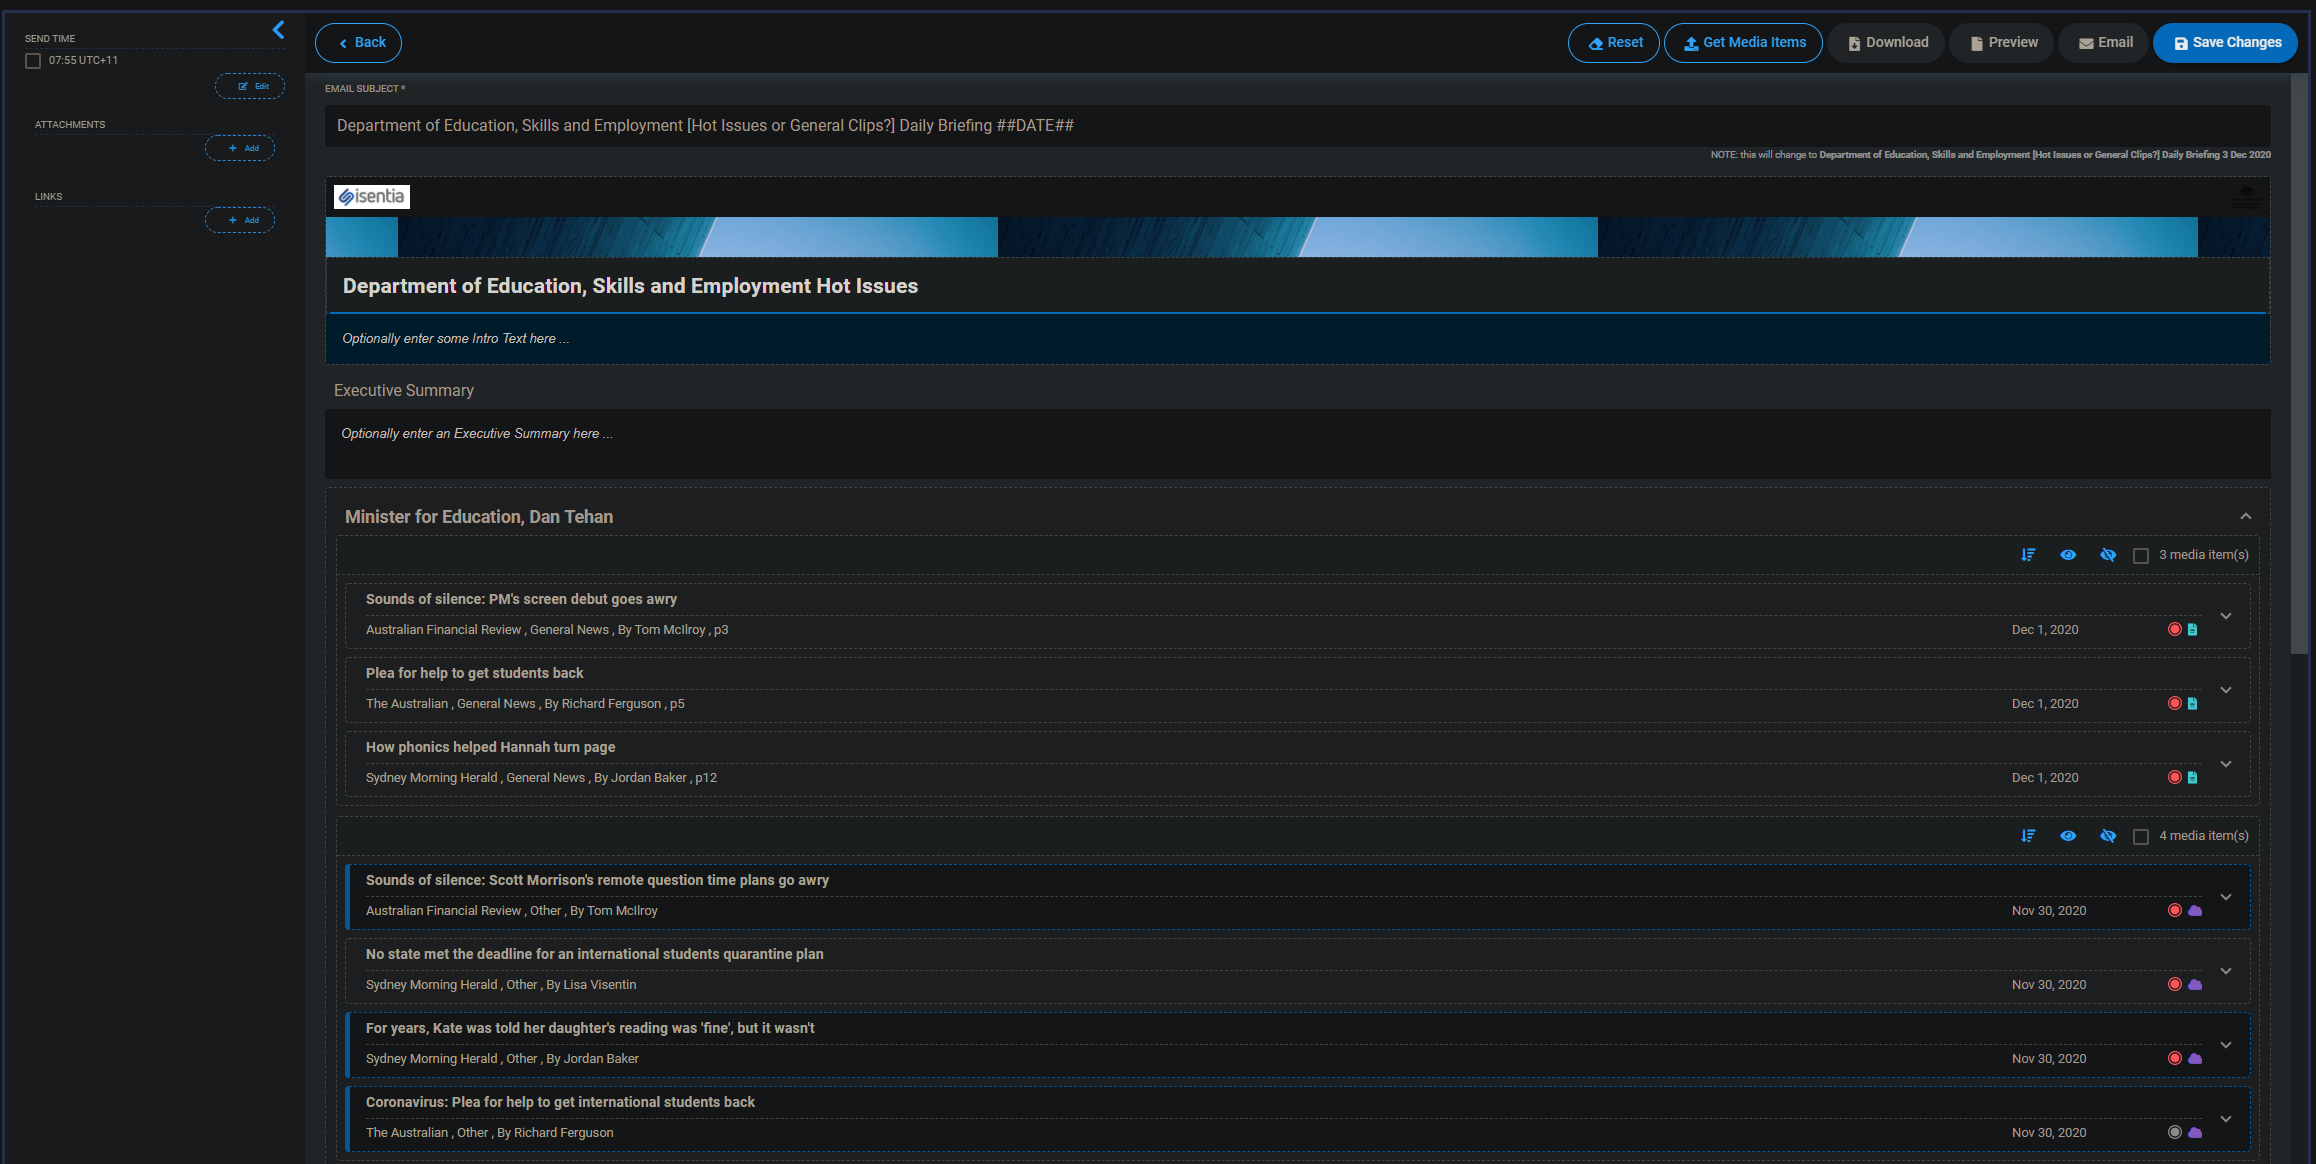 SEND TIME
07:55 UTC+11
Edit
ATTACHMENTS
Add
LINKS
Add
Back
Reset
Get Media Items
Download
Preview
Email
Save Changes
EMAIL SUBJECT *
Department of Education, Skills and Employment [Hot Issues or General Clips?] Daily Briefing ##DATE##
NOTE: this will change to Department of Education, Skills and Employment [Hot Issues or General Clips?] Daily Briefing 3 Dec 2020
isentia
Department of Education, Skills and Employment Hot Issues
Optionally enter some Intro Text here ...
Executive Summary
Optionally enter an Executive Summary here ...
Minister for Education, Dan Tehan
3 media item(s)
Sounds of silence: PM's screen debut goes awry
Australian Financial Review , General News , By Tom McIlroy , p3
Dec 1, 2020
Plea for help to get students back
The Australian , General News , By Richard Ferguson , p5
Dec 1, 2020
How phonics helped Hannah turn page
Sydney Morning Herald , General News , By Jordan Baker , p12
Dec 1, 2020
4 media item(s)
Sounds of silence: Scott Morrison's remote question time plans go awry
Australian Financial Review , Other , By Tom McIlroy
Nov 30, 2020
No state met the deadline for an international students quarantine plan
Sydney Morning Herald , Other , By Lisa Visentin
Nov 30, 2020
For years, Kate was told her daughter's reading was 'fine', but it wasn't
Sydney Morning Herald , Other , By Jordan Baker
Nov 30, 2020
Coronavirus: Plea for help to get international students back
The Australian , Other , By Richard Ferguson
Nov 30, 2020